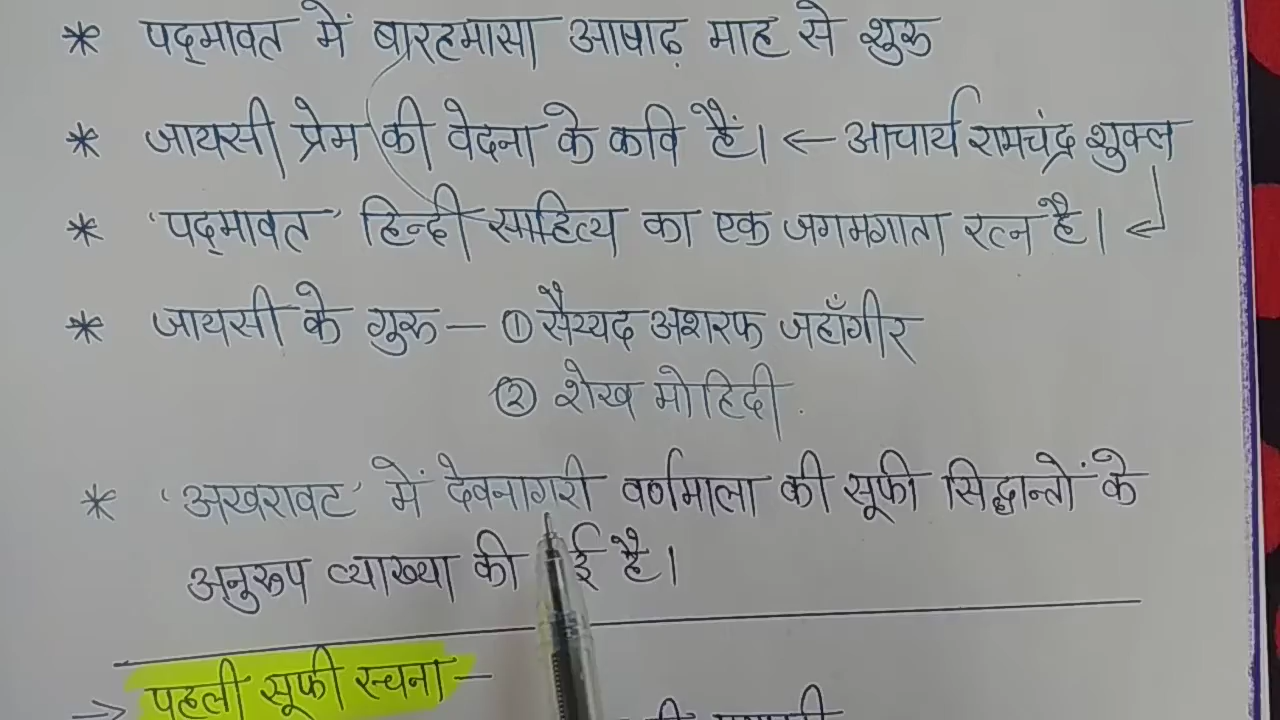 * पद्‌मावत में बारहमासा आषाढ़ माह से शुरू
* जायसी प्रेम की वेदना के कवि हैं। ← आचार्य रामचंद्र शुक्ल
* 'पद्‌मावत' हिन्दी साहित्य का एक जगमगाता रत्न है। ↲
* जायसी के गुरू — ① सैय्यद अशरफ जहाँगीर
② शेख मोहिदी.
* 'अखरावट' में देवनागरी वर्णमाला की सूफी सिद्धान्तों के
अनुरूप व्याख्या की गई है।
→ पहली सूफी रचना —